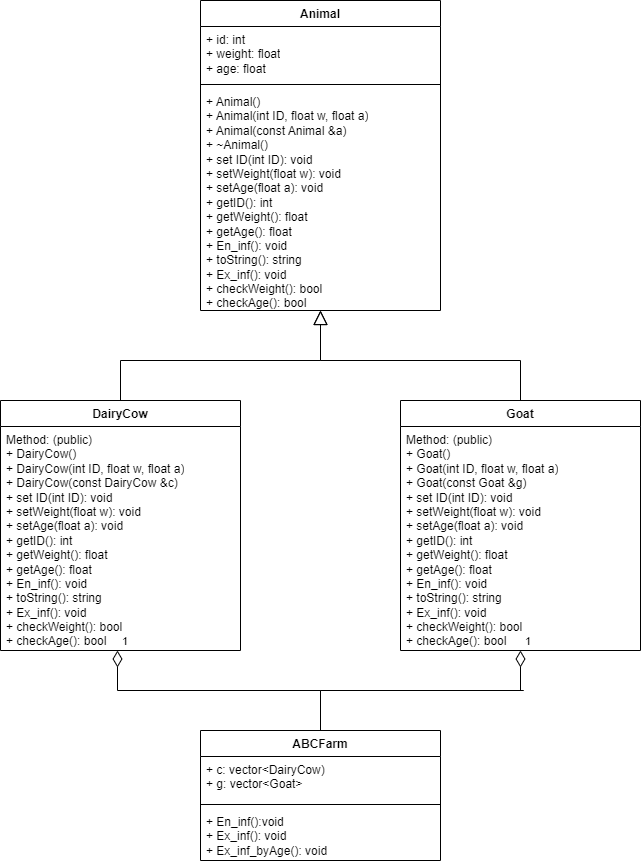 Animal
+ id: int
+ weight: float
+ age: float
+ Animal()
+ Animal(int ID, float w, float a)
+ Animal(const Animal &a)
+ ~Animal()
+ set ID(int ID): void
+ setWeight(float w): void
+ setAge(float a): void
+ getID(): int
+ getWeight(): float
+ getAge(): float
+ En_inf(): void
+ toString(): string
+ Ex_inf(): void
+ checkWeight(): bool
+ checkAge(): bool
DairyCow
Method: (public)
+ DairyCow()
+ DairyCow(int ID, float w, float a)
+ DairyCow(const DairyCow &c)
+ set ID(int ID): void
+ setWeight(float w): void
+ setAge(float a): void
+ getID(): int
+ getWeight(): float
+ getAge(): float
+ En_inf(): void
+ toString(): string
+ Ex_inf(): void
+ checkWeight(): bool
+ checkAge(): bool 1
Goat
Method: (public)
+ Goat()
+ Goat(int ID, float w, float a)
+ Goat(const Goat &g)
+ set ID(int ID): void
+ setWeight(float w): void
+ setAge(float a): void
+ getID(): int
+ getWeight(): float
+ getAge(): float
+ En_inf(): void
+ toString(): string
+ Ex_inf(): void
+ checkWeight(): bool
+ checkAge(): bool 1
ABCFarm
+ c: vector<DairyCow)
+ g: vector<Goat>
+ En_inf():void
+ Ex_inf(): void
+ Ex_inf_byAge(): void